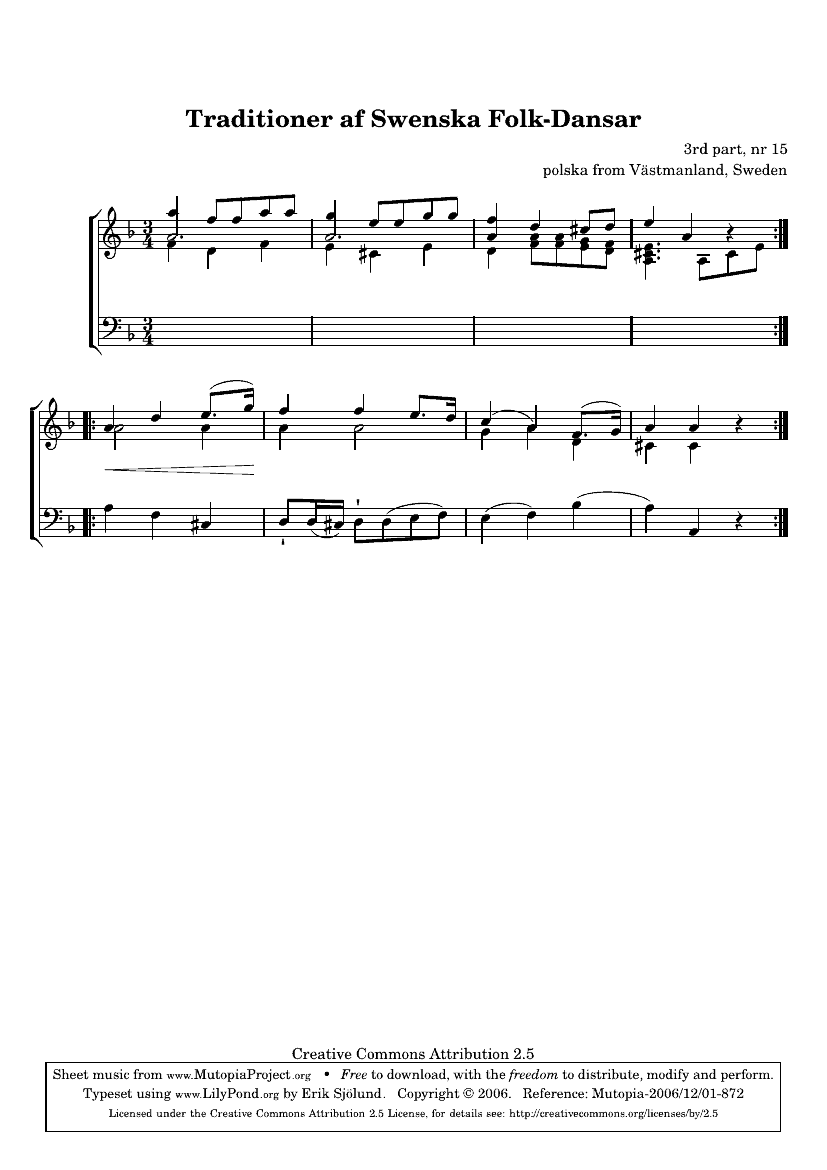 Traditioner af Swenska Folk-Dansar
3rd part, nr 15
polska from Västmanland, Sweden
Creative Commons Attribution 2.5
Sheet music from www.MutopiaProject.org • Free to download, with the freedom to distribute, modify and perform.
Typeset using www.LilyPond.org by Erik Sjölund. Copyright © 2006. Reference: Mutopia-2006/12/01-872
Licensed under the Creative Commons Attribution 2.5 License, for details see: http://creativecommons.org/licenses/by/2.5